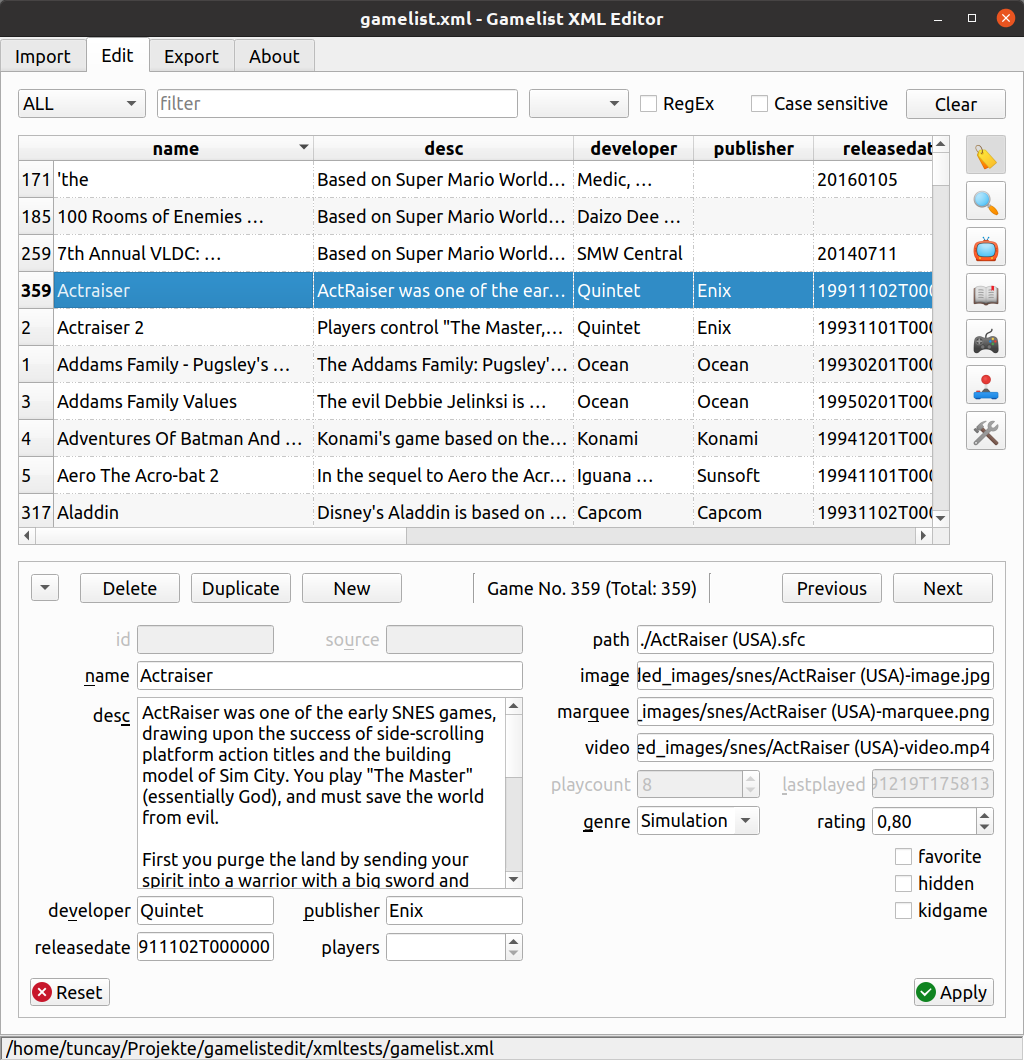 gamelist.xml - Gamelist XML Editor
Import Edit Export About
ALL filter RegEx Case sensitive Clear
name desc developer publisher releasedat
171 'the Based on Super Mario World… Medic, …  20160105
185 100 Rooms of Enemies … Based on Super Mario World… Daizo Dee …
259 7th Annual VLDC: … Based on Super Mario World… SMW Central 20140711
359 Actraiser ActRaiser was one of the ear… Quintet Enix 19911102T000
2 Actraiser 2 Players control "The Master,… Quintet Enix 19931101T000
1 Addams Family - Pugsley's … The Addams Family: Pugsley'… Ocean Ocean 19930201T000
3 Addams Family Values The evil Debbie Jelinksi is … Ocean Ocean 19950201T000
4 Adventures Of Batman And … Konami's game based on the… Konami Konami 19941201T000
5 Aero The Acro-bat 2 In the sequel to Aero the Acr… Iguana … Sunsoft 19941101T000
317 Aladdin Disney's Aladdin is based on … Capcom Capcom 19931102T000
Delete Duplicate New Game No. 359 (Total: 359) Previous Next
id source path ./ActRaiser (USA).sfc
name Actraiser image ded_images/snes/ActRaiser (USA)-image.jpg
desc ActRaiser was one of the early SNES games, marquee _images/snes/ActRaiser (USA)-marquee.png
drawing upon the success of side-scrolling
platform action titles and the building video ed_images/snes/ActRaiser (USA)-video.mp4
model of Sim City. You play "The Master" playcount 8 lastplayed 91219T175813
(essentially God), and must save the world
from evil. genre Simulation rating 0,80
First you purge the land by sending your favorite
spirit into a warrior with a big sword and hidden
developer Quintet publisher Enix kidgame
releasedate 911102T000000 players
Reset Apply
/home/tuncay/Projekte/gamelistedit/xmltests/gamelist.xml